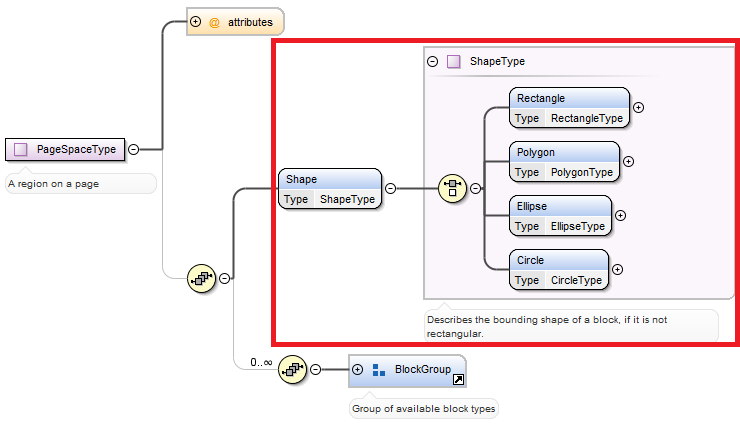 @ attributes
ShapeType
Rectangle
Type RectangleType
PageSpaceType
A region on a page
Polygon
Type PolygonType
Shape
Type ShapeType
Ellipse
Type EllipseType
Circle
Type CircleType
Describes the bounding shape of a block, if it is not
rectangular.
0..∞
BlockGroup
Group of available block types